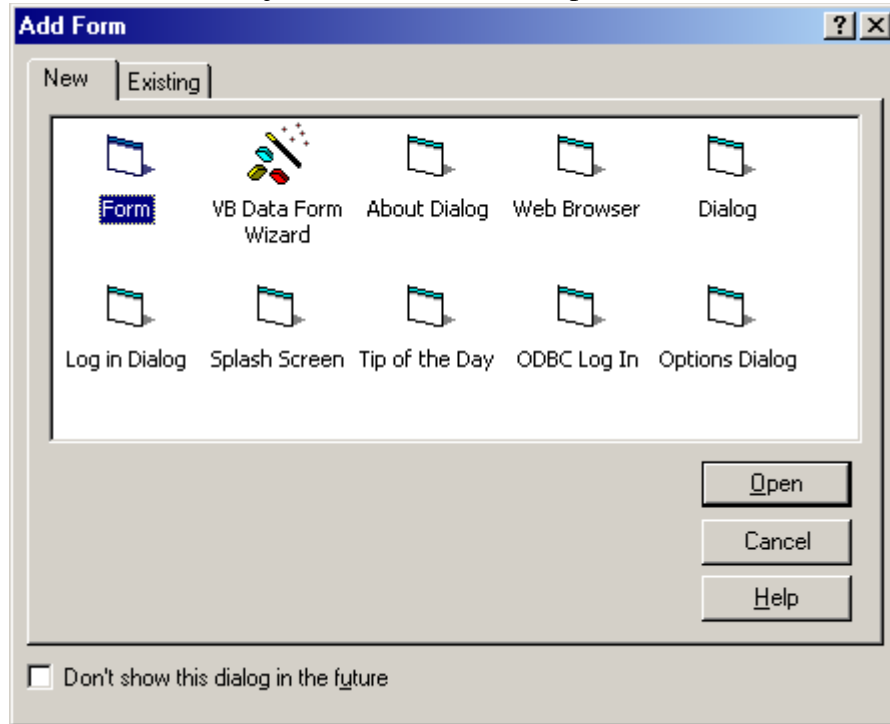 Add Form
New Existing
Form VB Data Form Wizard About Dialog Web Browser Dialog
Log in Dialog Splash Screen Tip of the Day ODBC Log In Options Dialog
Open
Cancel
Help
Don't show this dialog in the future